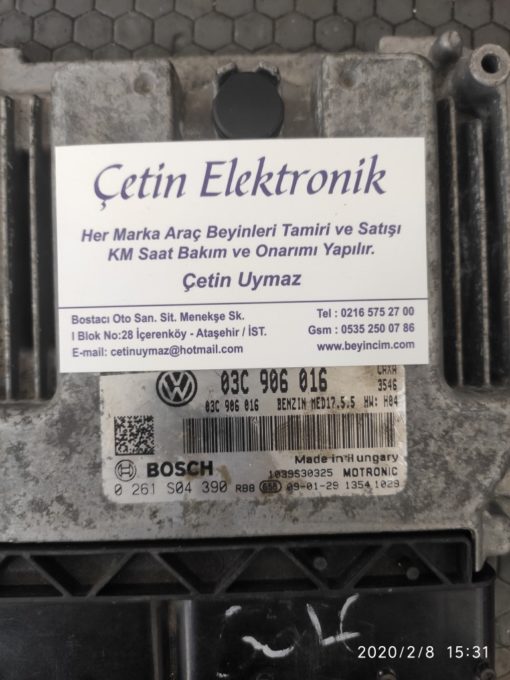 Çetin Elektronik
Her Marka Araç Beyinleri Tamiri ve Satışı
KM Saat Bakım ve Onarımı Yapılır.
Çetin Uymaz
Bostacı Oto San. Sit. Menekşe Sk.
I Blok No:28 İçerenköy - Ataşehir / İST.
E-mail: cetinuymaz@hotmail.com
Tel : 0216 575 27 00
Gsm : 0535 250 07 86
www.beyincim.com
03C 906 016 CAXA
3546
03C 906 016 BENZIN MED17.5.5 HW: H04
Made in Hungary
BOSCH 1039S30325 MOTRONIC
0 261 S04 390 RBB 09-01-29 1354 1029
2020/2/8 15:31